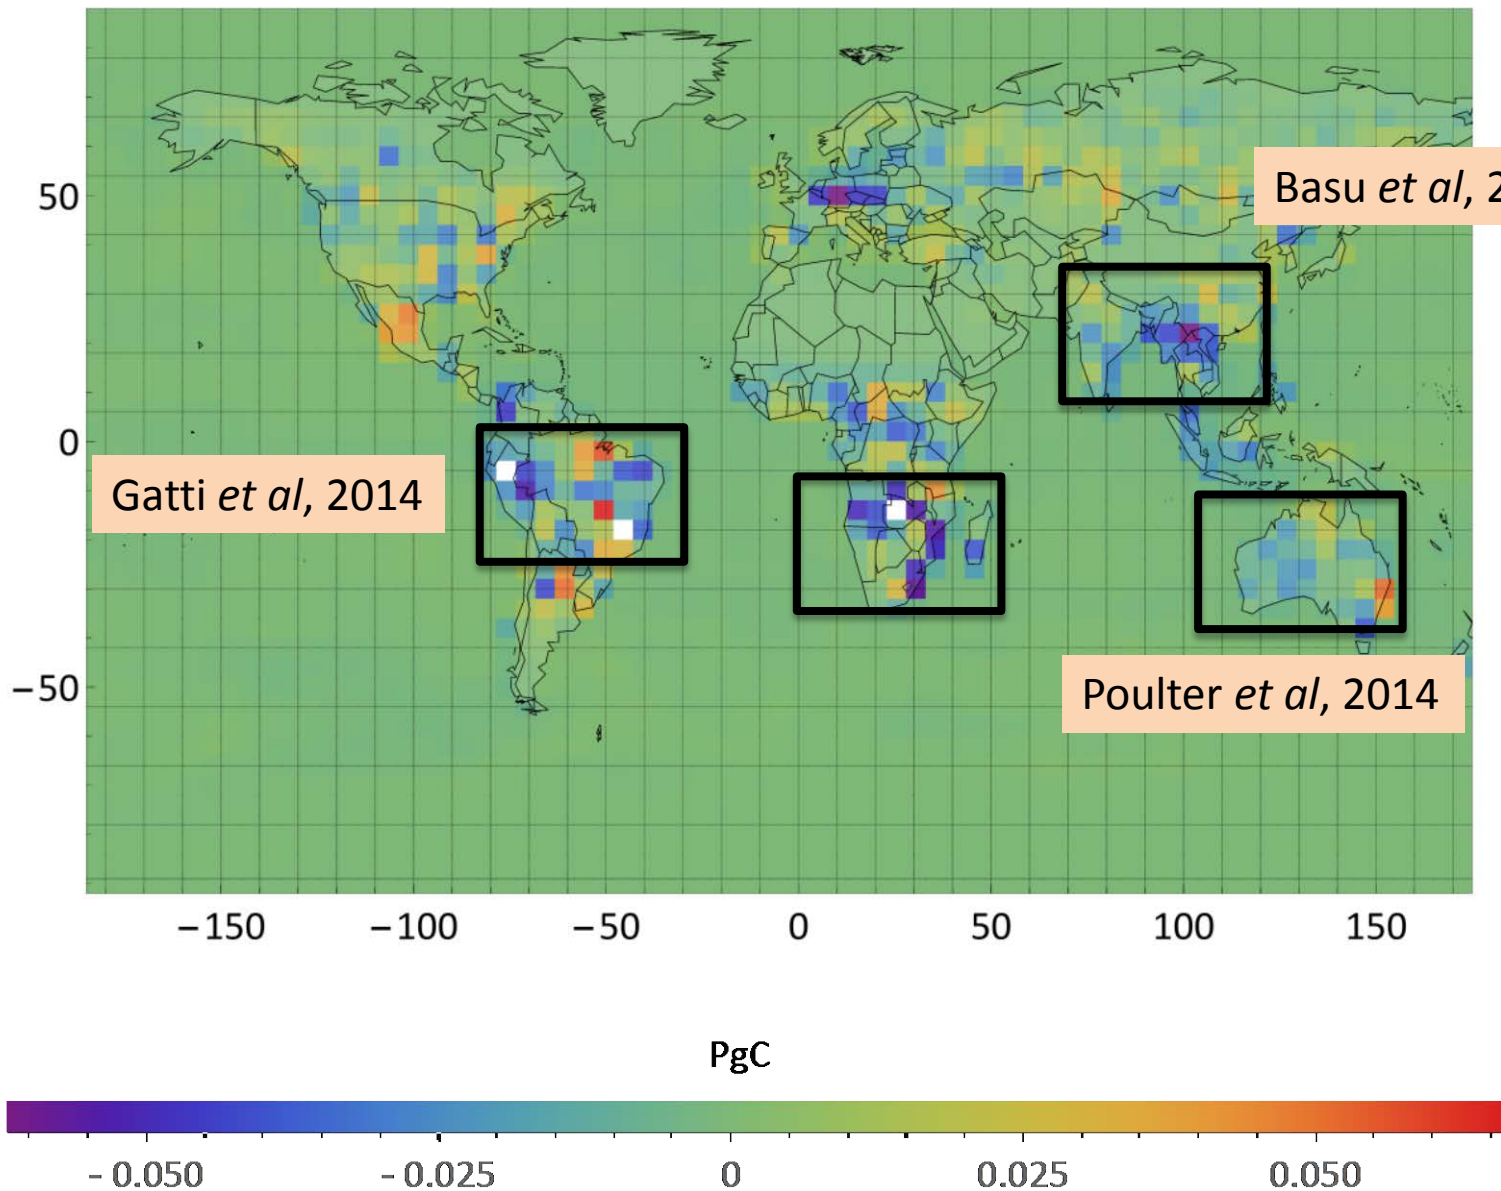 50
0
−50
Basu et al, 2
Gatti et al, 2014
Poulter et al, 2014
−150 −100 −50 0 50 100 150
PgC
- 0.050 - 0.025 0 0.025 0.050